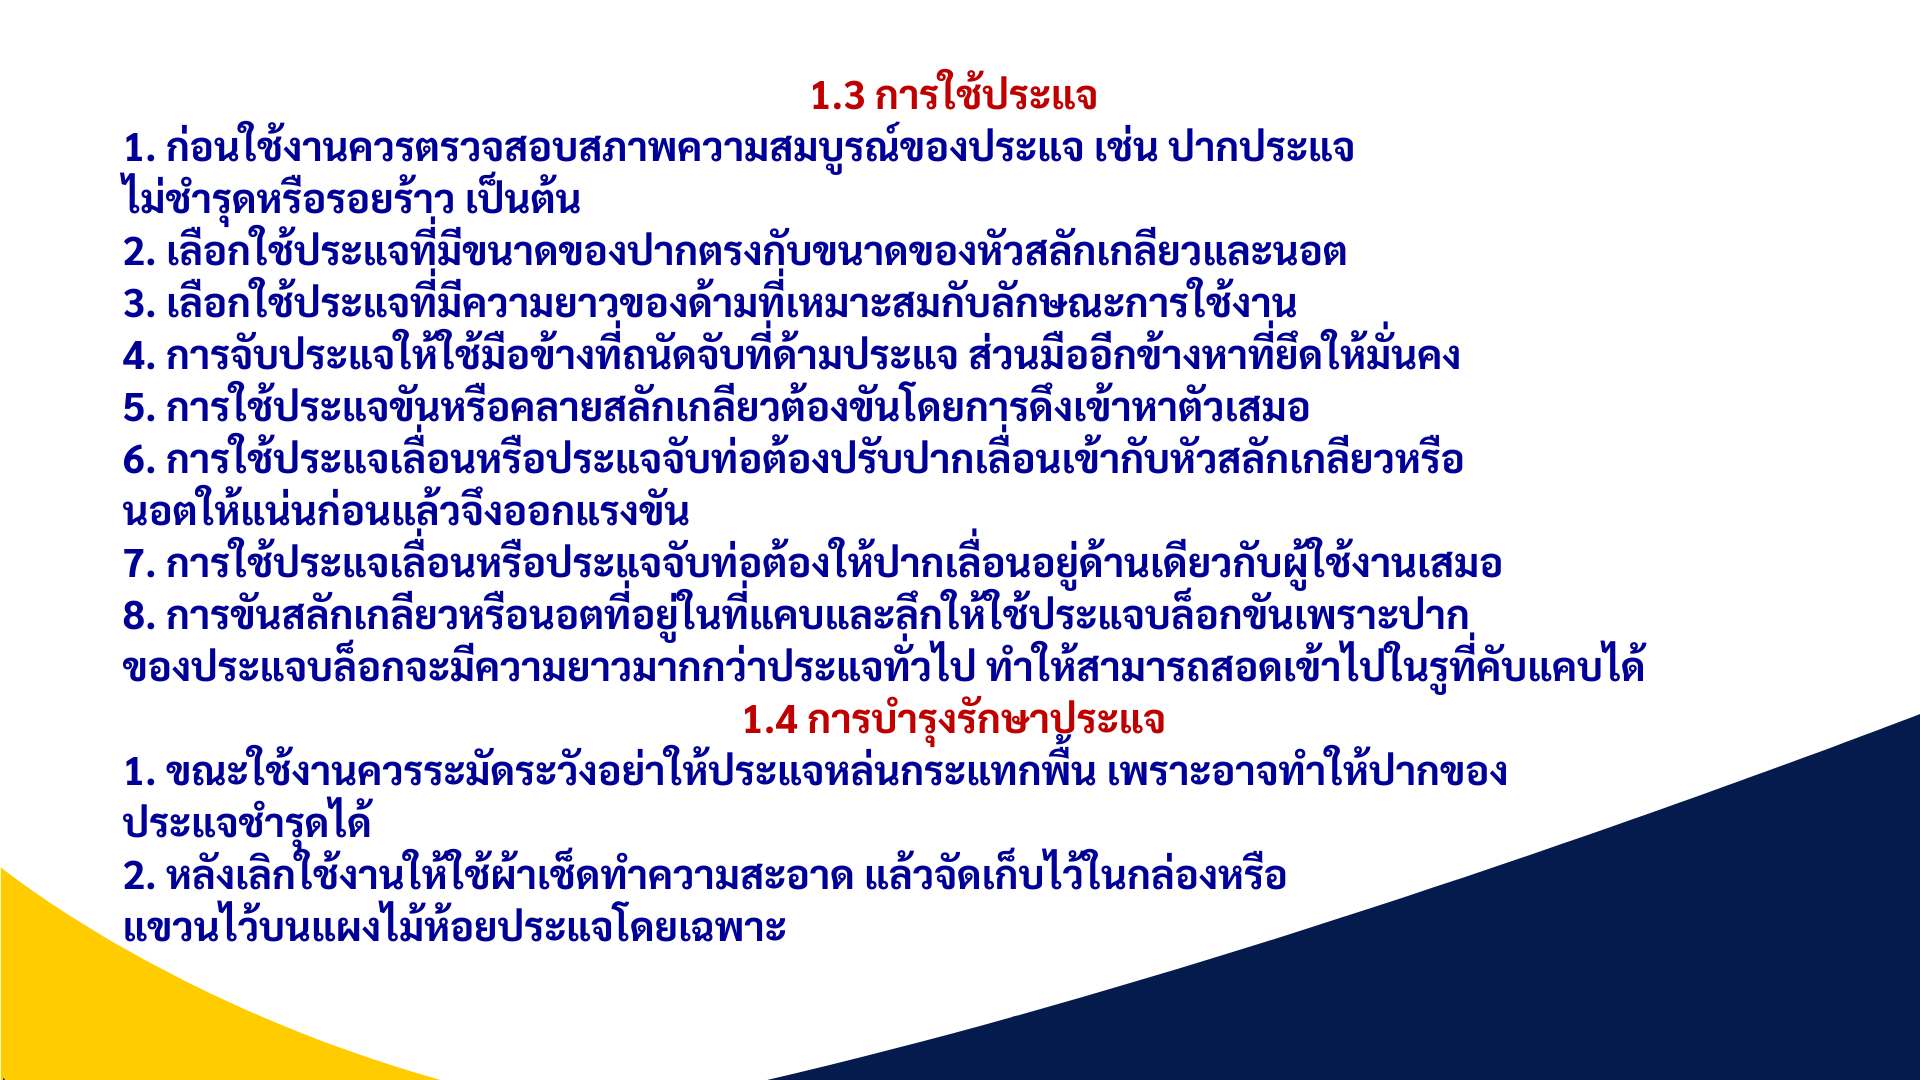 1.3 การใช้ประแจ
1. ก่อนใช้งานควรตรวจสอบสภาพความสมบูรณ์ของประแจ เช่น ปากประแจ
ไม่ชำรุดหรือรอยร้าว เป็นต้น
2. เลือกใช้ประแจที่มีขนาดของปากตรงกับขนาดของหัวสลักเกลียวและนอต
3. เลือกใช้ประแจที่มีความยาวของด้ามที่เหมาะสมกับลักษณะการใช้งาน
4. การจับประแจให้ใช้มือข้างที่ถนัดจับที่ด้ามประแจ ส่วนมืออีกข้างหาที่ยึดให้มั่นคง
5. การใช้ประแจขันหรือคลายสลักเกลียวต้องขันโดยการดึงเข้าหาตัวเสมอ
6. การใช้ประแจเลื่อนหรือประแจจับท่อต้องปรับปากเลื่อนเข้ากับหัวสลักเกลียวหรือ
นอตให้แน่นก่อนแล้วจึงออกแรงขัน
7. การใช้ประแจเลื่อนหรือประแจจับท่อต้องให้ปากเลื่อนอยู่ด้านเดียวกับผู้ใช้งานเสมอ
8. การขันสลักเกลียวหรือนอตที่อยู่ในที่แคบและลึกให้ใช้ประแจบล็อกขันเพราะปาก
ของประแจบล็อกจะมีความยาวมากกว่าประแจทั่วไป ทำให้สามารถสอดเข้าไปในรูที่คับแคบได้
1.4 การบำรุงรักษาประแจ
1. ขณะใช้งานควรระมัดระวังอย่าให้ประแจหล่นกระแทกพื้น เพราะอาจทำให้ปากของ
ประแจชำรุดได้
2. หลังเลิกใช้งานให้ใช้ผ้าเช็ดทำความสะอาด แล้วจัดเก็บไว้ในกล่องหรือ
แขวนไว้บนแผงไม้ห้อยประแจโดยเฉพาะ